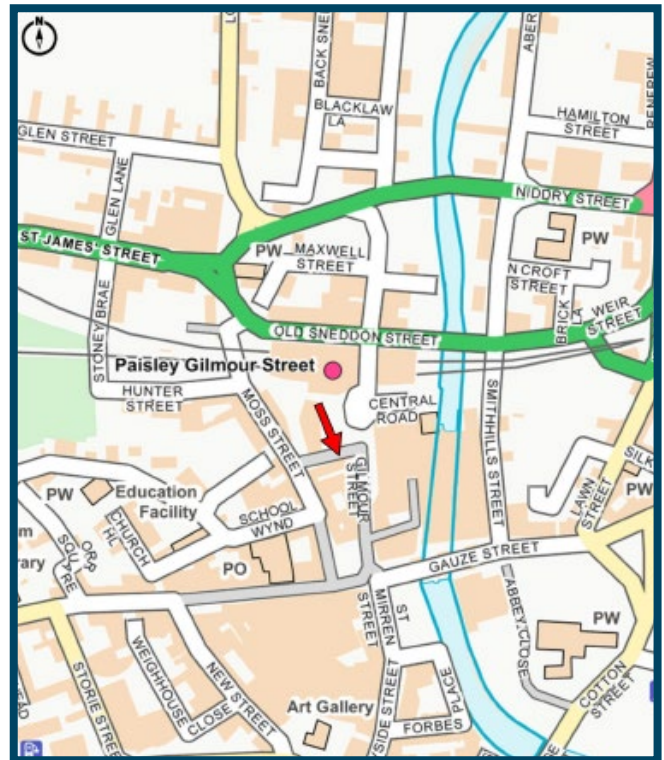 N
BACK SNE
ABER
RENFREW
BLACKLAW
LA
HAMILTON
STREET
GLEN STREET
GLEN LANE
NIDDRY STREET
ST JAMES' STREET
PW
MAXWELL
STREET
PW
N CROFT
STREET
BRICK
LA
WEIR
STREET
OLD SNEDDON STREET
STONEY BRAE
Paisley Gilmour Street
HUNTER
STREET
MOSS STREET
CENTRAL
ROAD
SMITHHILLS STREET
GILMOUR
STREET
SILK
LAWN
STREET
PW
PW
Education
Facility
CHURCH
HL
SCHOOL
WYND
PO
ORR
SQUARE
m
rary
GAUZE STREET
ABBEY CLOSE
PW
ST
MIRREN
STREET
COTTON
STREET
STORIE STREET
WEIGHHOUSE
CLOSE
NEW STREET
Art Gallery
SIDE STREET
FORBES
PLACE
EAD
RE